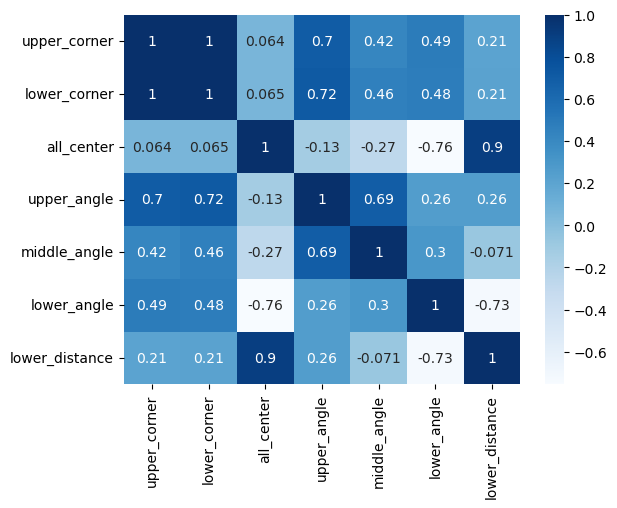 upper_corner 1 1 0.064 0.7 0.42 0.49 0.21
lower_corner 1 1 0.065 0.72 0.46 0.48 0.21
all_center 0.064 0.065 1 -0.13 -0.27 -0.76 0.9
upper_angle 0.7 0.72 -0.13 1 0.69 0.26 0.26
middle_angle 0.42 0.46 -0.27 0.69 1 0.3 -0.071
lower_angle 0.49 0.48 -0.76 0.26 0.3 1 -0.73
lower_distance 0.21 0.21 0.9 0.26 -0.071 -0.73 1
upper_corner
lower_corner
all_center
upper_angle
middle_angle
lower_angle
lower_distance
1.0
0.8
0.6
0.4
0.2
0.0
−0.2
−0.4
−0.6